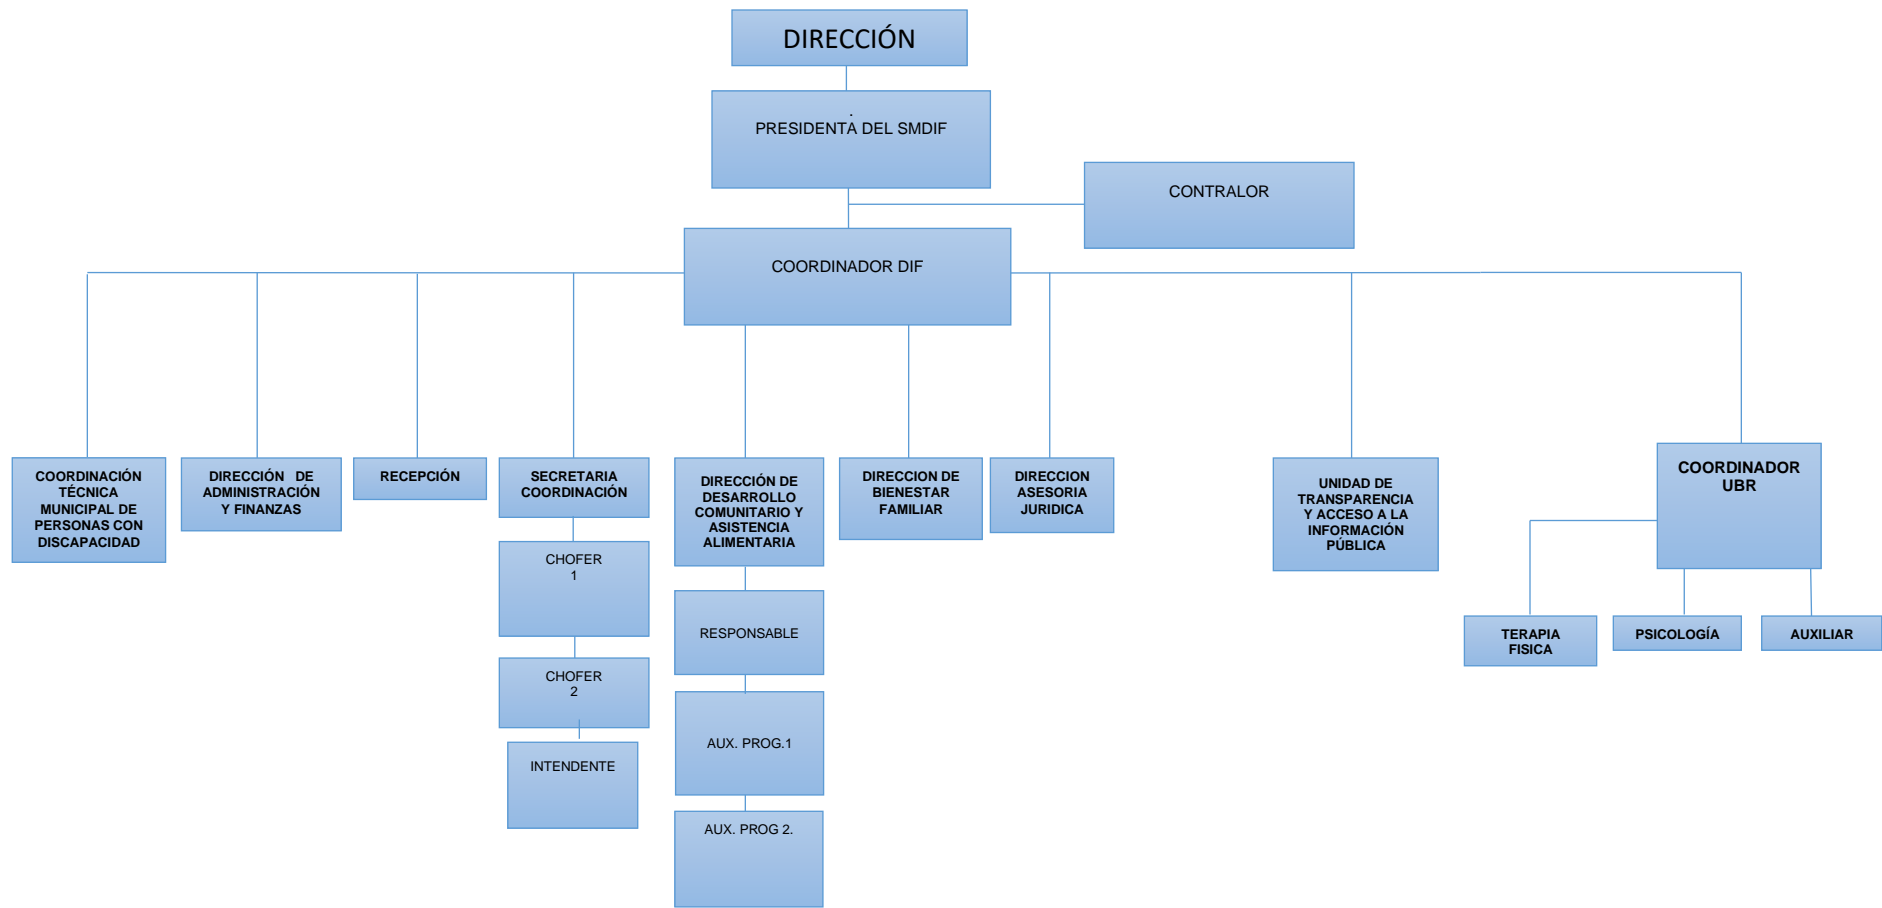 DIRECCIÓN
.
PRESIDENTA DEL SMDIF
CONTRALOR
COORDINADOR DIF
COORDINACIÓN
TÉCNICA
MUNICIPAL DE
PERSONAS CON
DISCAPACIDAD
DIRECCIÓN DE
ADMINISTRACIÓN
Y FINANZAS
RECEPCIÓN
SECRETARIA
COORDINACIÓN
CHOFER
1
CHOFER
2
INTENDENTE
DIRECCIÓN DE
DESARROLLO
COMUNITARIO Y
ASISTENCIA
ALIMENTARIA
RESPONSABLE
AUX. PROG.1
AUX. PROG 2.
DIRECCION DE
BIENESTAR
FAMILIAR
DIRECCION
ASESORIA
JURIDICA
UNIDAD DE
TRANSPARENCIA
Y ACCESO A LA
INFORMACIÓN
PÚBLICA
COORDINADOR
UBR
TERAPIA
FISICA
PSICOLOGÍA
AUXILIAR